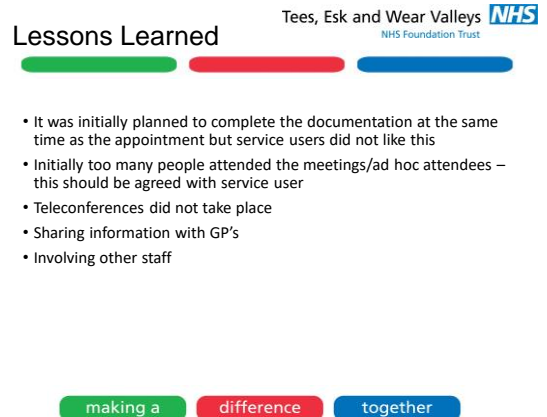 Tees, Esk and Wear Valleys NHS
NHS Foundation Trust
Lessons Learned
• It was initially planned to complete the documentation at the same
time as the appointment but service users did not like this
• Initially too many people attended the meetings/ad hoc attendees –
this should be agreed with service user
• Teleconferences did not take place
• Sharing information with GP's
• Involving other staff
making a difference together